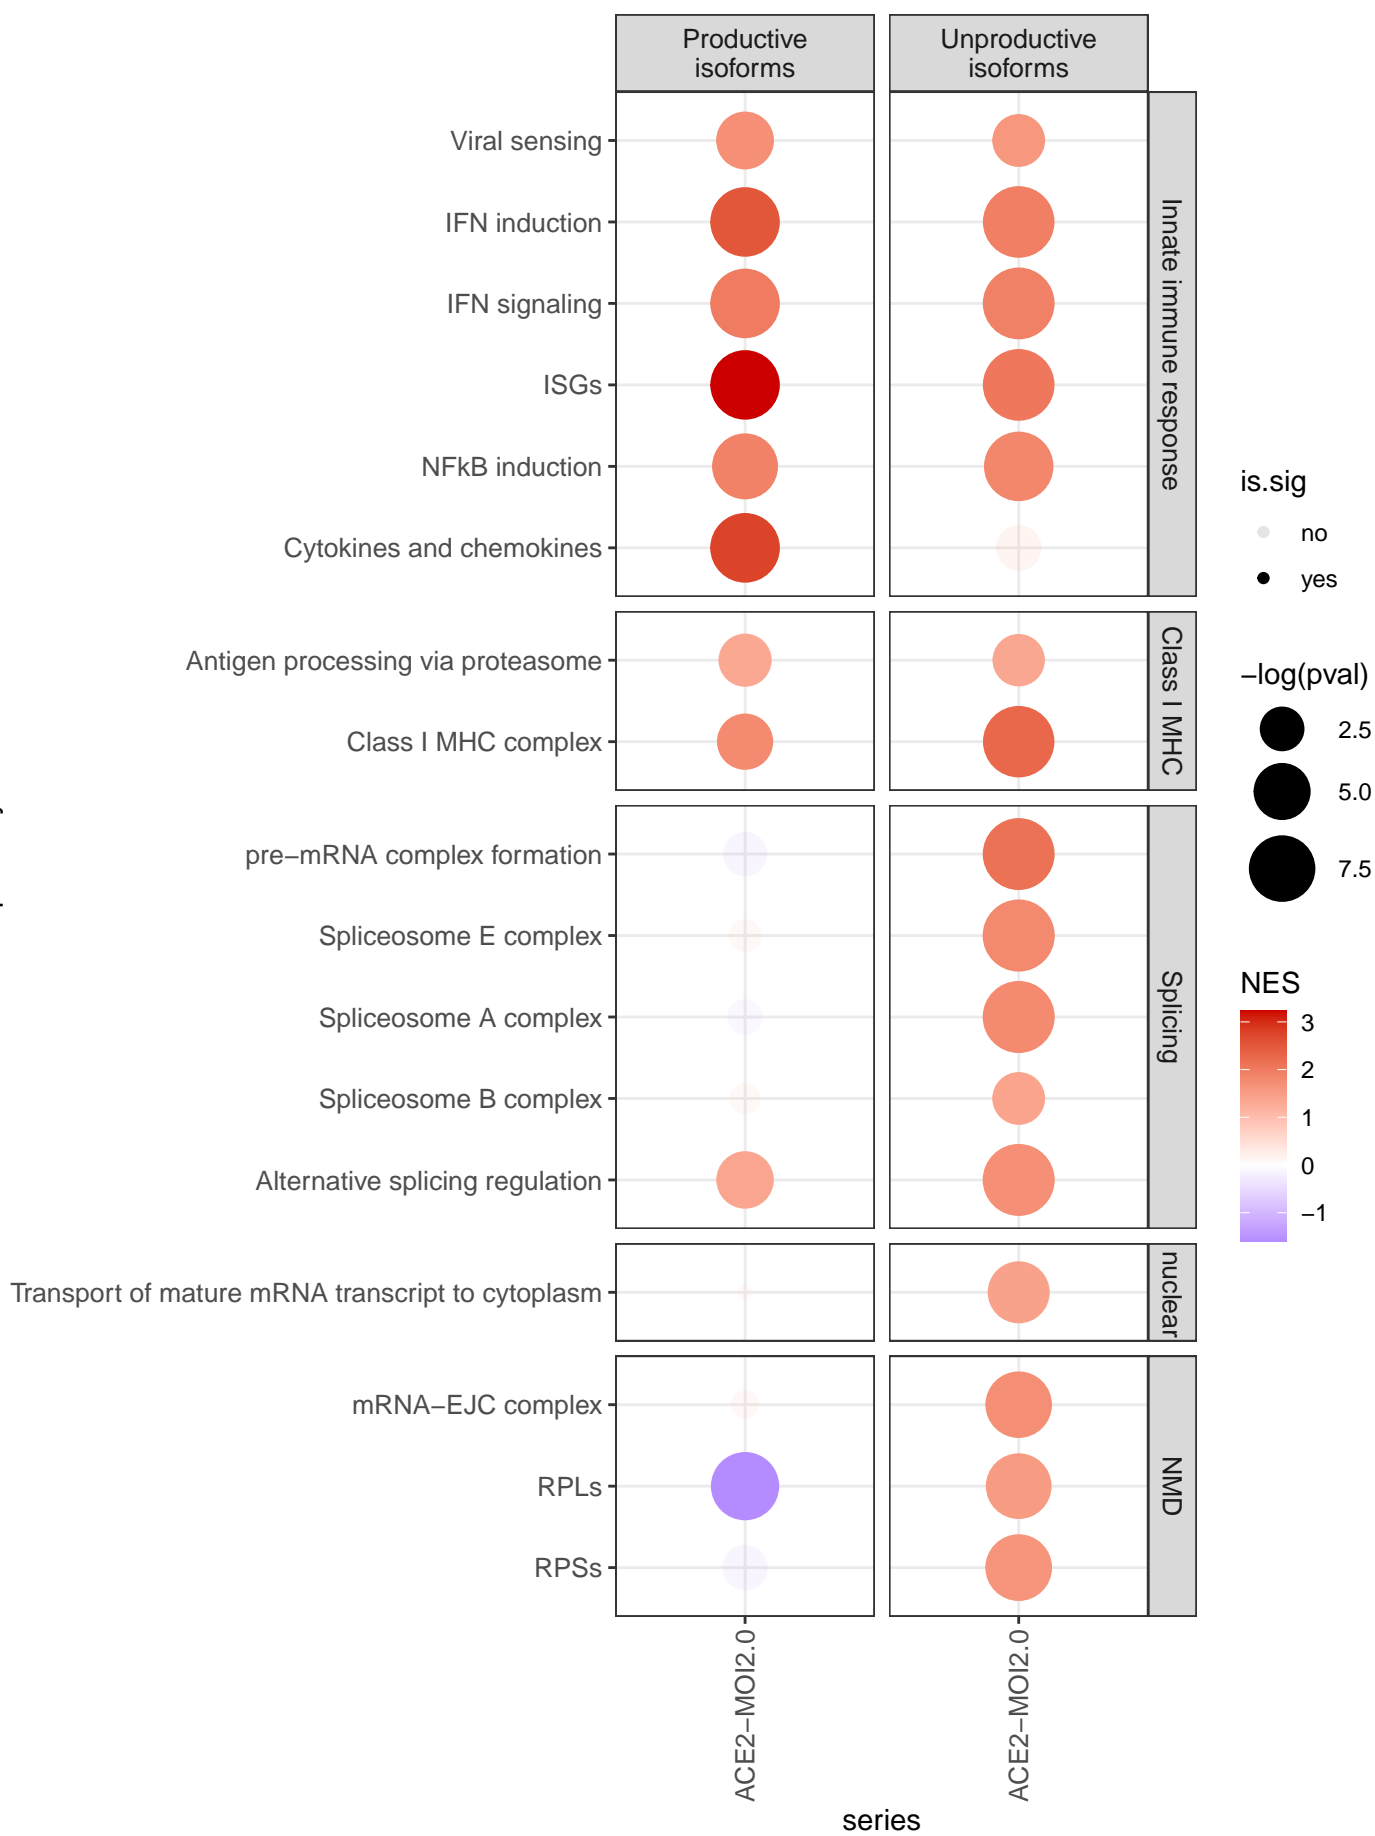 Productive
isoforms
Unproductive
isoforms
Viral sensing
IFN induction
IFN signaling
ISGs
NFkB induction
Cytokines and chemokines
Innate immune response
Antigen processing via proteasome
Class I MHC complex
Class I MHC
pre−mRNA complex formation
Spliceosome E complex
Spliceosome A complex
Spliceosome B complex
Alternative splicing regulation
Splicing
Transport of mature mRNA transcript to cytoplasm
nuclear
mRNA−EJC complex
RPLs
RPSs
NMD
ACE2−MOI2.0
ACE2−MOI2.0
series
is.sig
no
yes
−log(pval)
2.5
5.0
7.5
NES
3
2
1
0
−1